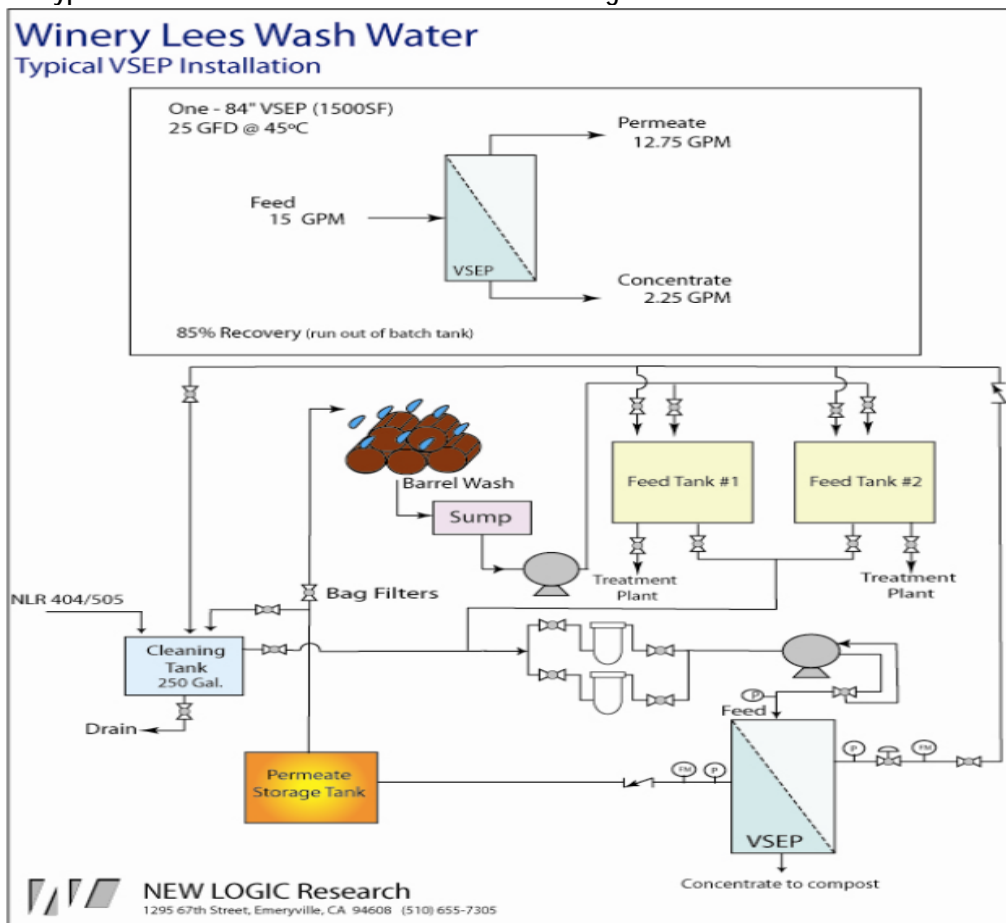 Winery Lees Wash Water
Typical VSEP Installation
One - 84" VSEP (1500SF)
25 GFD @ 45ºC
Permeate
12.75 GPM
Feed
15 GPM
VSEP
Concentrate
2.25 GPM
85% Recovery (run out of batch tank)
Barrel Wash
Sump
Feed Tank #1
Feed Tank #2
Treatment
Plant
Treatment
Plant
Bag Filters
NLR 404/505
Cleaning
Tank
250 Gal.
Drain
Permeate
Storage Tank
P
Feed
FM
P
P
FM
VSEP
Concentrate to compost
NEW LOGIC Research
1295 67th Street, Emeryville, CA 94608 (510) 655-7305